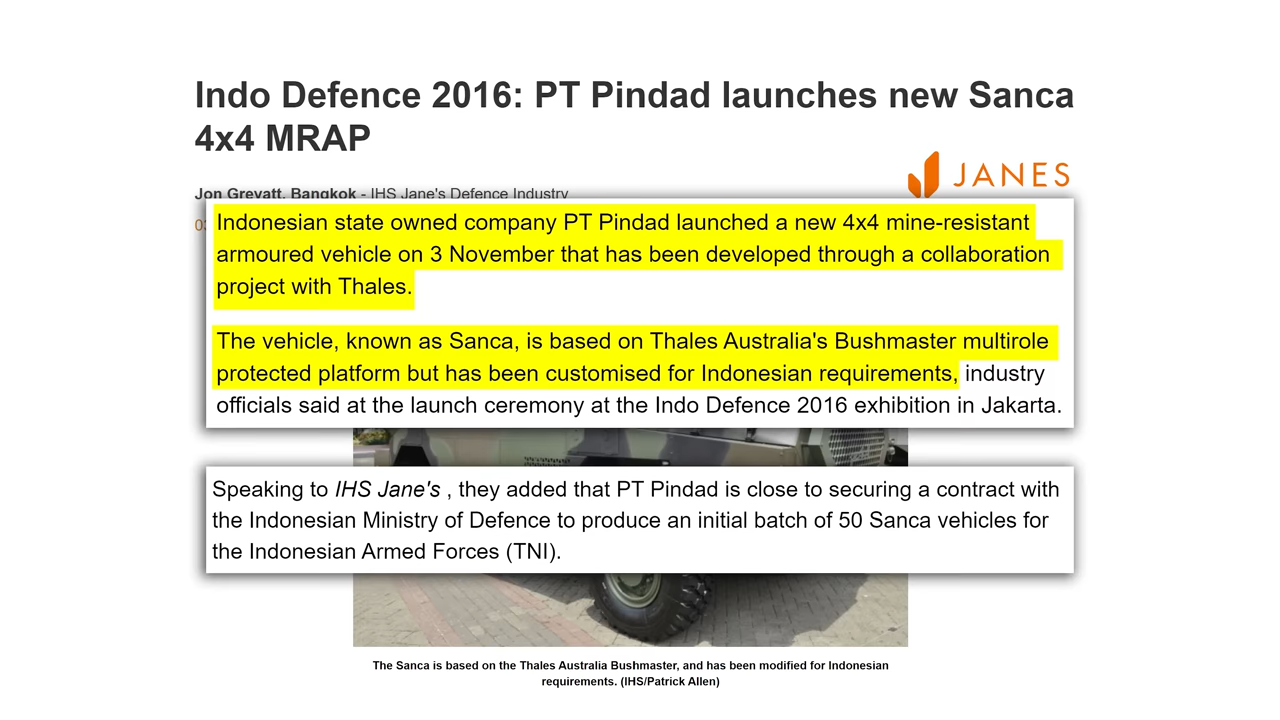 Indo Defence 2016: PT Pindad launches new Sanca
4x4 MRAP
JANES
Jon Grevatt, Bangkok - IHS Jane's Defence Industry
Indonesian state owned company PT Pindad launched a new 4x4 mine-resistant
armoured vehicle on 3 November that has been developed through a collaboration
project with Thales.
The vehicle, known as Sanca, is based on Thales Australia's Bushmaster multirole
protected platform but has been customised for Indonesian requirements, industry
officials said at the launch ceremony at the Indo Defence 2016 exhibition in Jakarta.
Speaking to IHS Jane's , they added that PT Pindad is close to securing a contract with
the Indonesian Ministry of Defence to produce an initial batch of 50 Sanca vehicles for
the Indonesian Armed Forces (TNI).
The Sanca is based on the Thales Australia Bushmaster, and has been modified for Indonesian
requirements. (IHS/Patrick Allen)